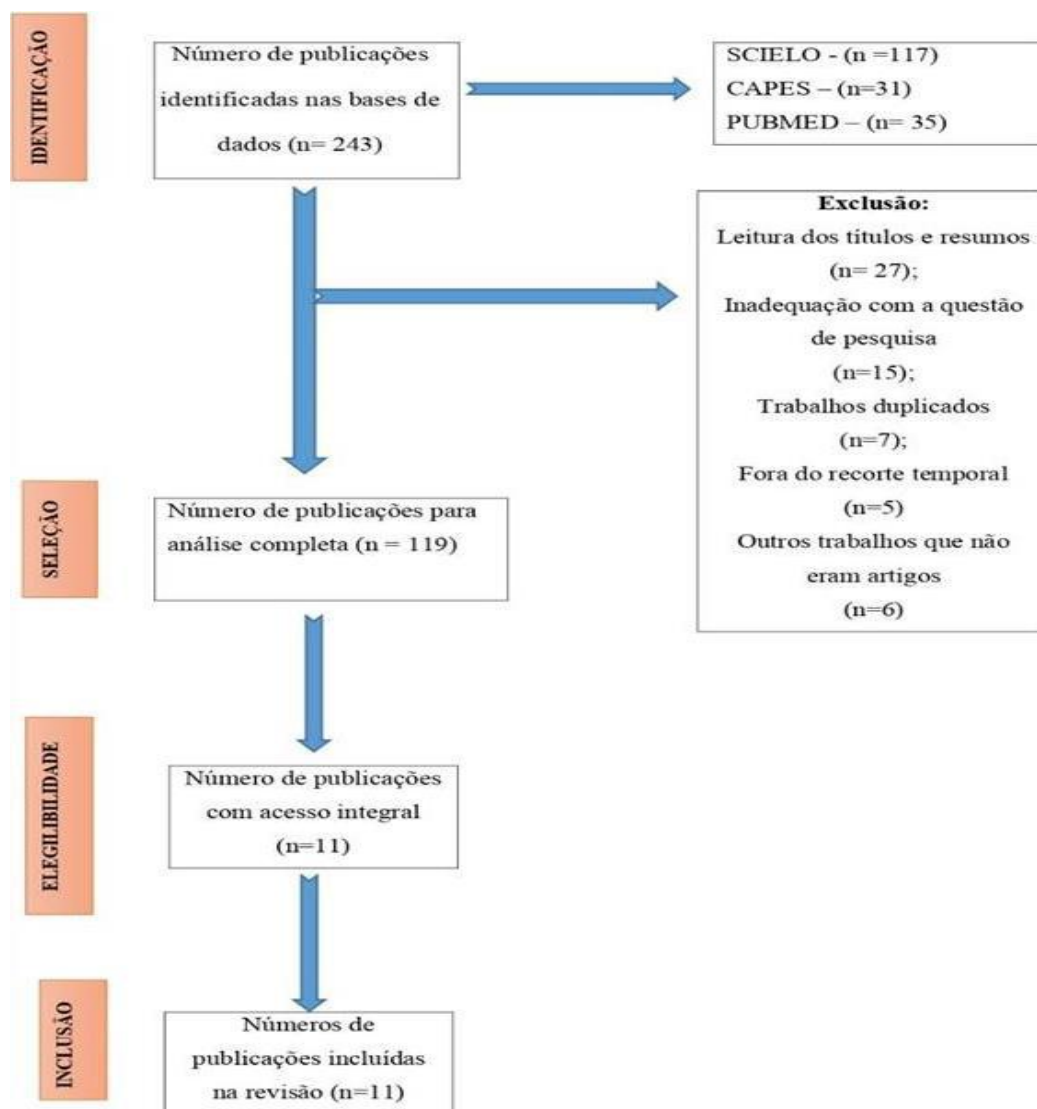 IDENTIFICAÇÃO
Número de publicações
identificadas nas bases de
dados (n= 243)
SCIELO - (n =117)
CAPES – (n=31)
PUBMED – (n= 35)
Exclusão:
Leitura dos títulos e resumos
(n= 27);
Inadequação com a questão
de pesquisa
(n=15);
Trabalhos duplicados
(n=7);
Fora do recorte temporal
(n=5)
Outros trabalhos que não
eram artigos
(n=6)
SELEÇÃO
Número de publicações para
análise completa (n = 119)
ELEGILIBILIDADE
Número de publicações
com acesso integral
(n=11)
INCLUSÃO
Números de
publicações incluídas
na revisão (n=11)